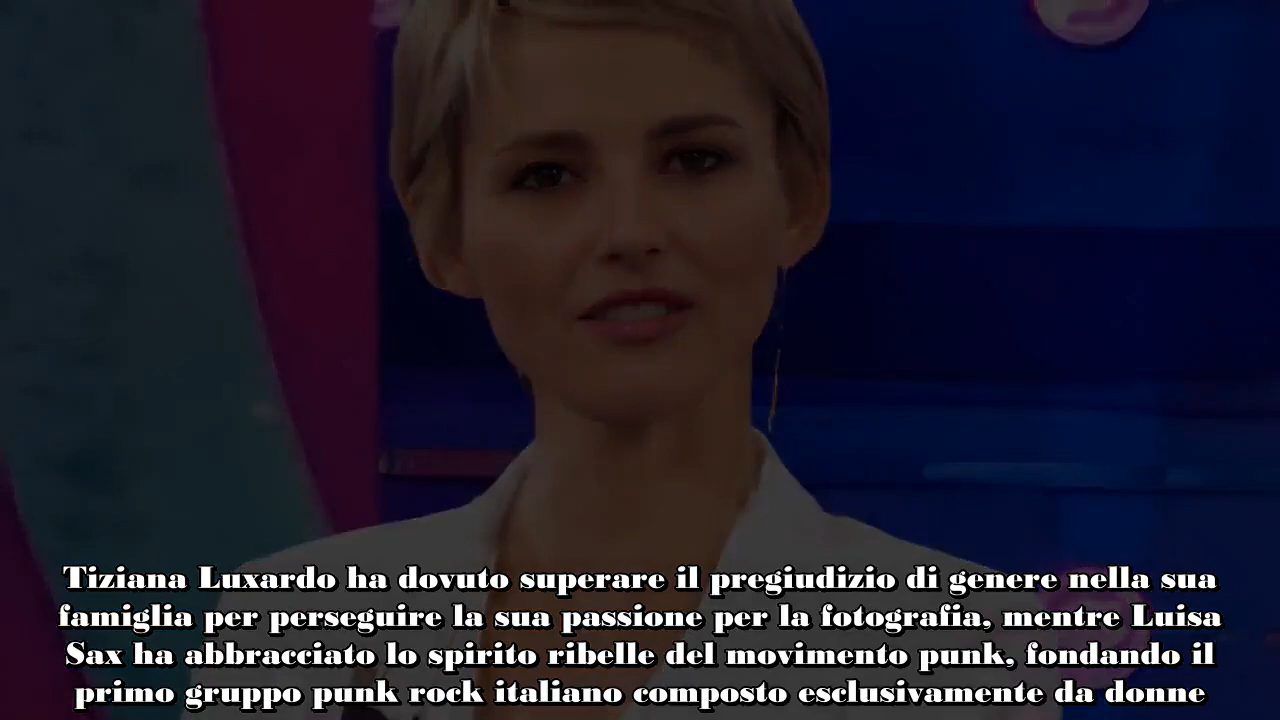 Tiziana Luxardo ha dovuto superare il pregiudizio di genere nella sua
famiglia per perseguire la sua passione per la fotografia, mentre Luisa
Sax ha abbracciato lo spirito ribelle del movimento punk, fondando il
primo gruppo punk rock italiano composto esclusivamente da donne